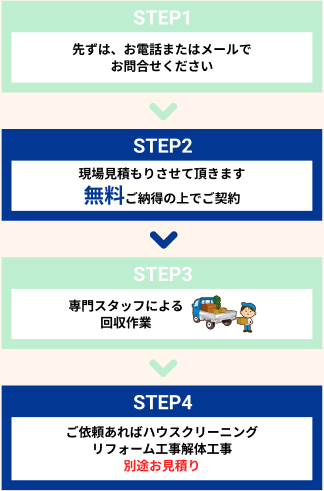 STEP1
先ずは、お電話またはメールで
お問合せください
STEP2
現場見積もりさせて頂きます
無料ご納得の上でご契約
STEP3
専門スタッフによる
回収作業
STEP4
ご依頼あればハウスクリーニング
リフォーム工事解体工事
別途お見積り